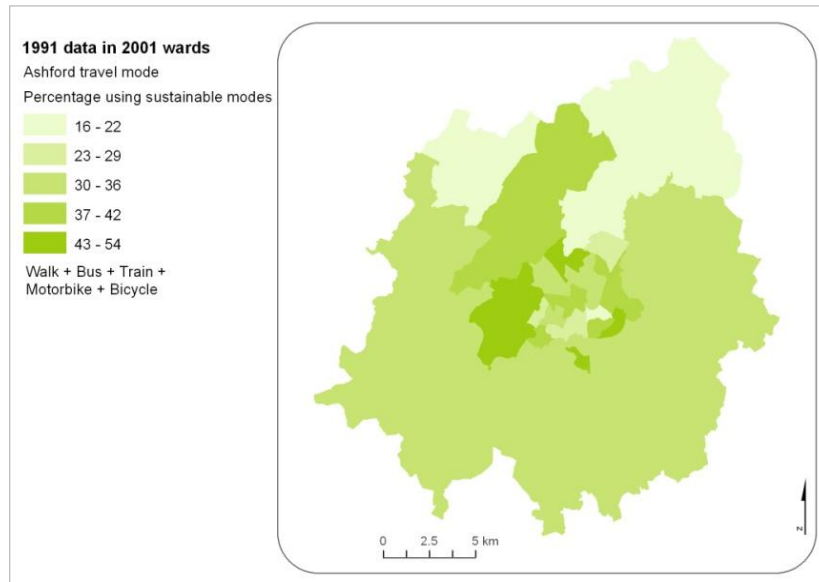 1991 data in 2001 wards
Ashford travel mode
Percentage using sustainable modes
16 - 22
23 - 29
30 - 36
37 - 42
43 - 54
Walk + Bus + Train +
Motorbike + Bicycle
0 2.5 5 km
N